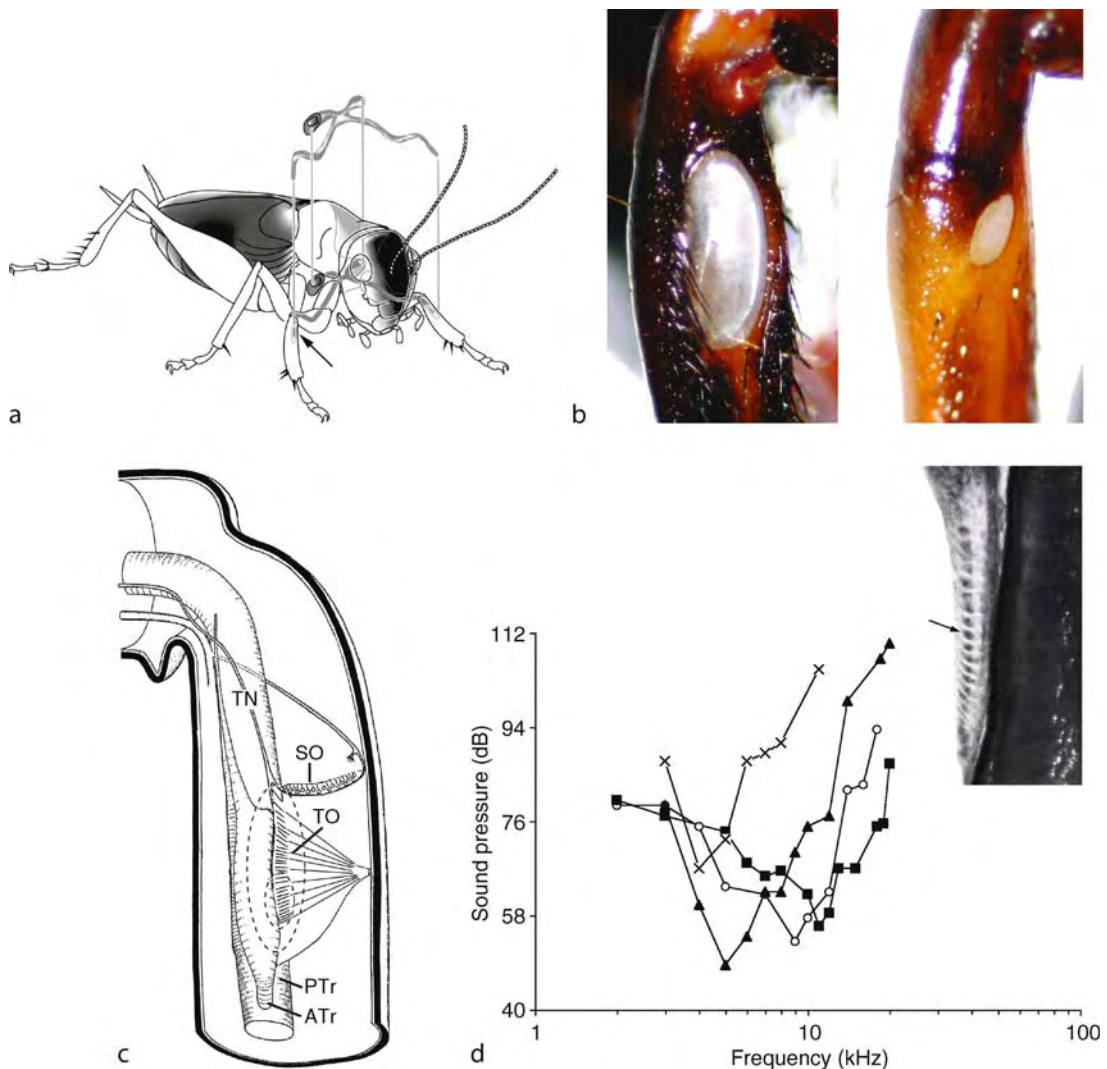 a
b
TN
SO
TO
PTr
ATr
c
112
94
76
58
40
Sound pressure (dB)
1
10
100
Frequency (kHz)
d